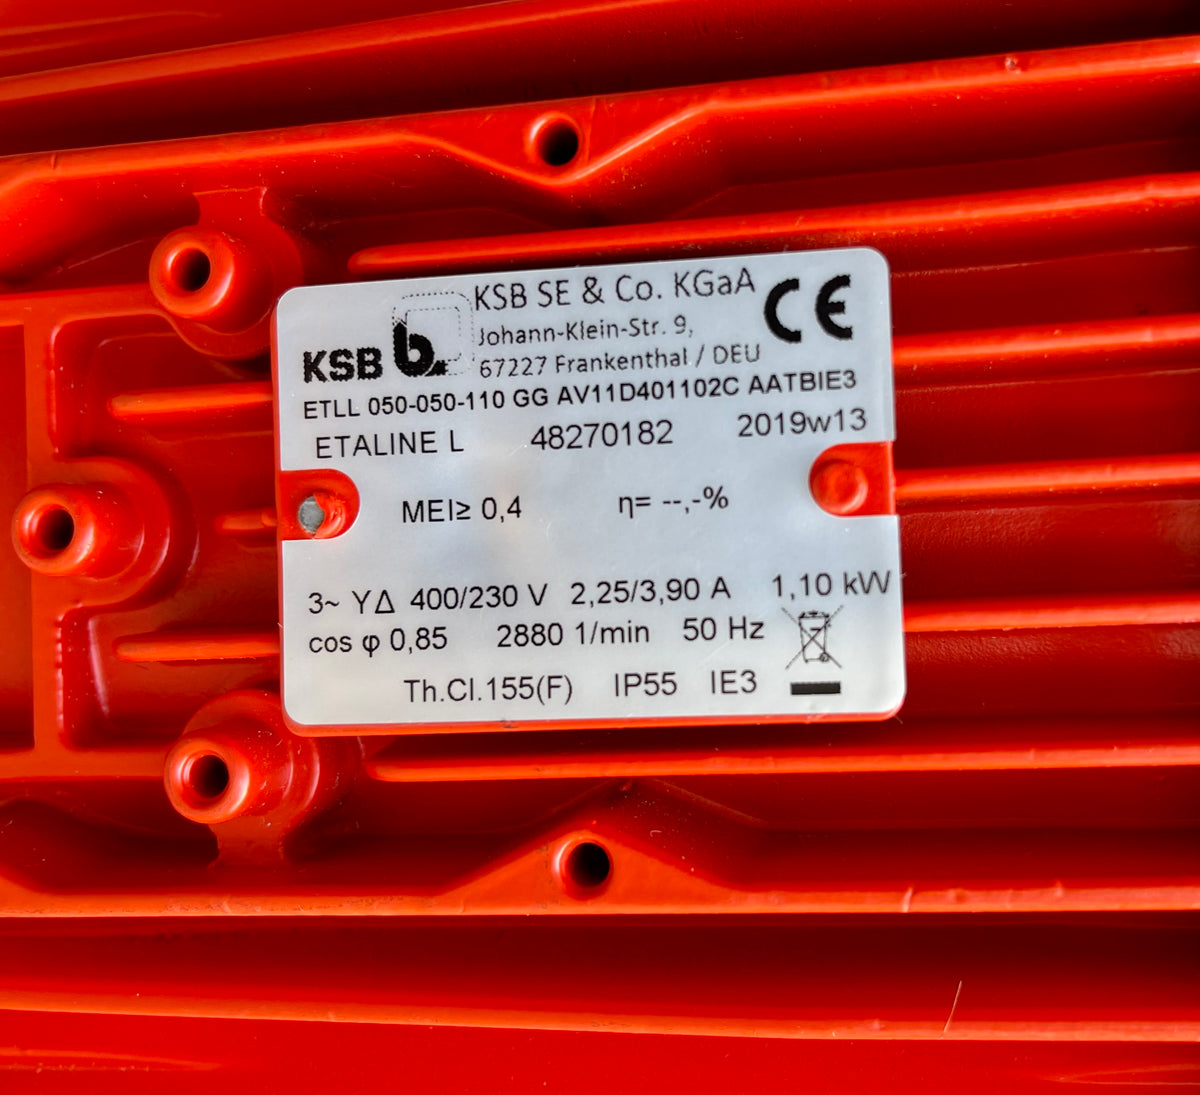 KSB SE & Co. KGaA CE
Johann-Klein-Str. 9,
KSB b. 67227 Frankenthal / DEU
ETLL 050-050-110 GG AV11D401102C AATBIE3
ETALINE L 48270182 2019w13
MEI≥ 0,4 η= --,-%
3~ YΔ 400/230 V 2,25/3,90 A 1,10 kW
cos φ 0,85 2880 1/min 50 Hz
Th.Cl.155(F) IP55 IE3